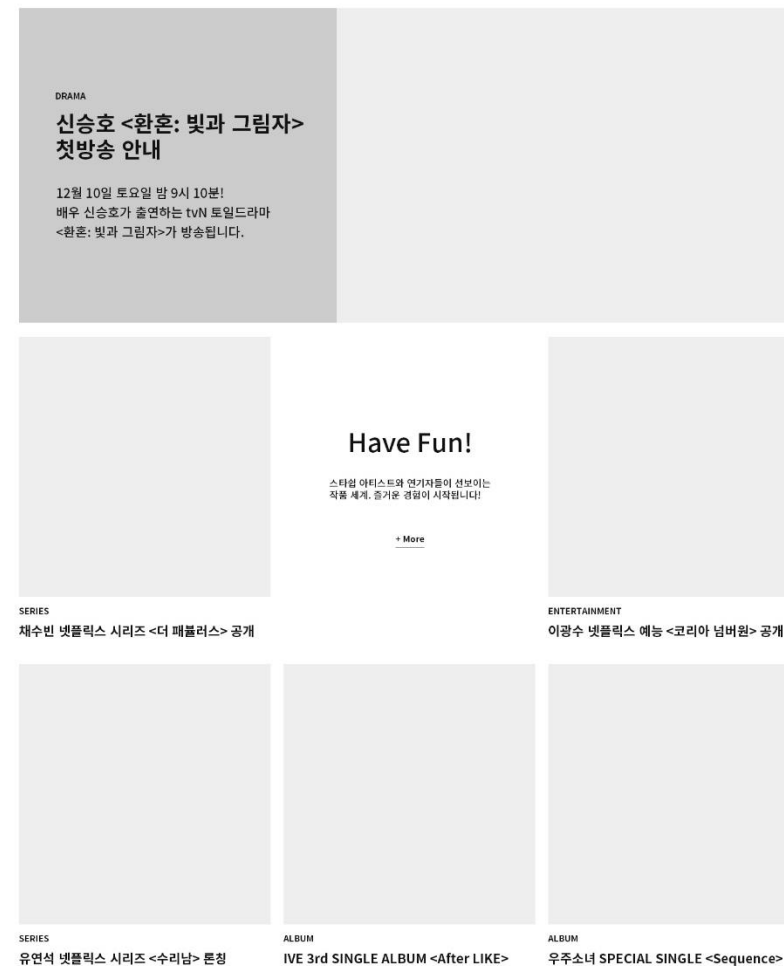 DRAMA
신승호 <환혼: 빛과 그림자>
첫방송 안내
12월 10일 토요일 밤 9시 10분!
배우 신승호가 출연하는 tvN 토일드라마
<환혼: 빛과 그림자>가 방송됩니다.
Have Fun!
스타쉽 아티스트와 연기자들이 선보이는
작품 세계. 즐거운 경험이 시작됩니다!
+ More
SERIES
채수빈 넷플릭스 시리즈 <더 패뷸러스> 공개
ENTERTAINMENT
이광수 넷플릭스 예능 <코리아 넘버원> 공개
SERIES
유연석 넷플릭스 시리즈 <수리남> 론칭
ALBUM
IVE 3rd SINGLE ALBUM <After LIKE>
ALBUM
우주소녀 SPECIAL SINGLE <Sequence>